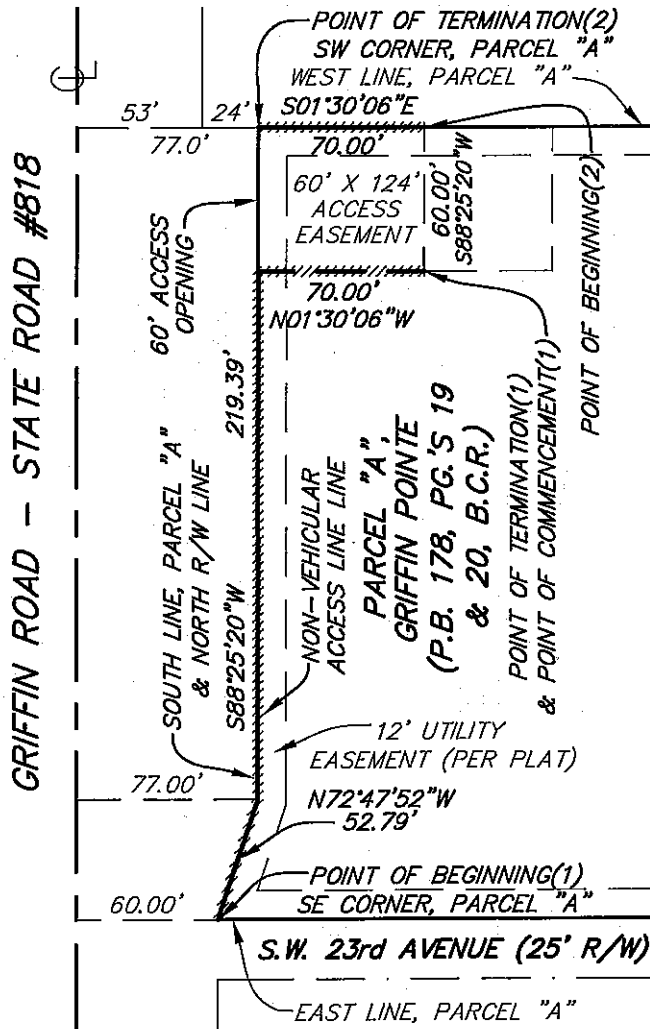 POINT OF TERMINATION(2)
SW CORNER, PARCEL "A"
WEST LINE, PARCEL "A"
S01°30'06"E
53'
24'
77.0'
70.00'
60' X 124'
ACCESS
EASEMENT
60.00'
S88°25'20"W
70.00'
N01°30'06"W
60' ACCESS
OPENING
219.39'
GRIFFIN ROAD - STATE ROAD #818
SOUTH LINE, PARCEL "A"
& NORTH R/W LINE
S88°25'20"W
NON-VEHICULAR
ACCESS LINE LINE
PARCEL "A",
GRIFFIN POINTE
(P.B. 178, PG.'S 19
& 20, B.C.R.)
POINT OF TERMINATION(1)
& POINT OF COMMENCEMENT(1)
POINT OF BEGINNING(2)
12' UTILITY
EASEMENT (PER PLAT)
77.00'
N72°47'52"W
52.79'
POINT OF BEGINNING(1)
SE CORNER, PARCEL "A"
60.00'
S.W. 23rd AVENUE (25' R/W)
EAST LINE, PARCEL "A"